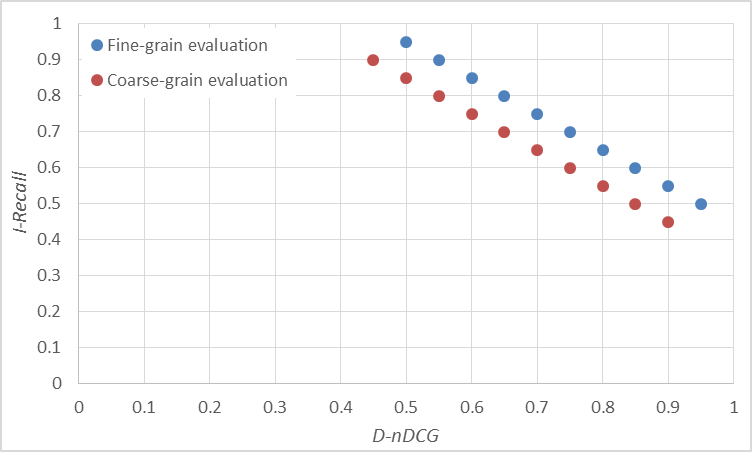 1
0.9
0.8
0.7
0.6
0.5
0.4
0.3
0.2
0.1
0
I-Recall
Fine-grain evaluation
Coarse-grain evaluation
0 0.1 0.2 0.3 0.4 0.5 0.6 0.7 0.8 0.9 1
D-nDCG